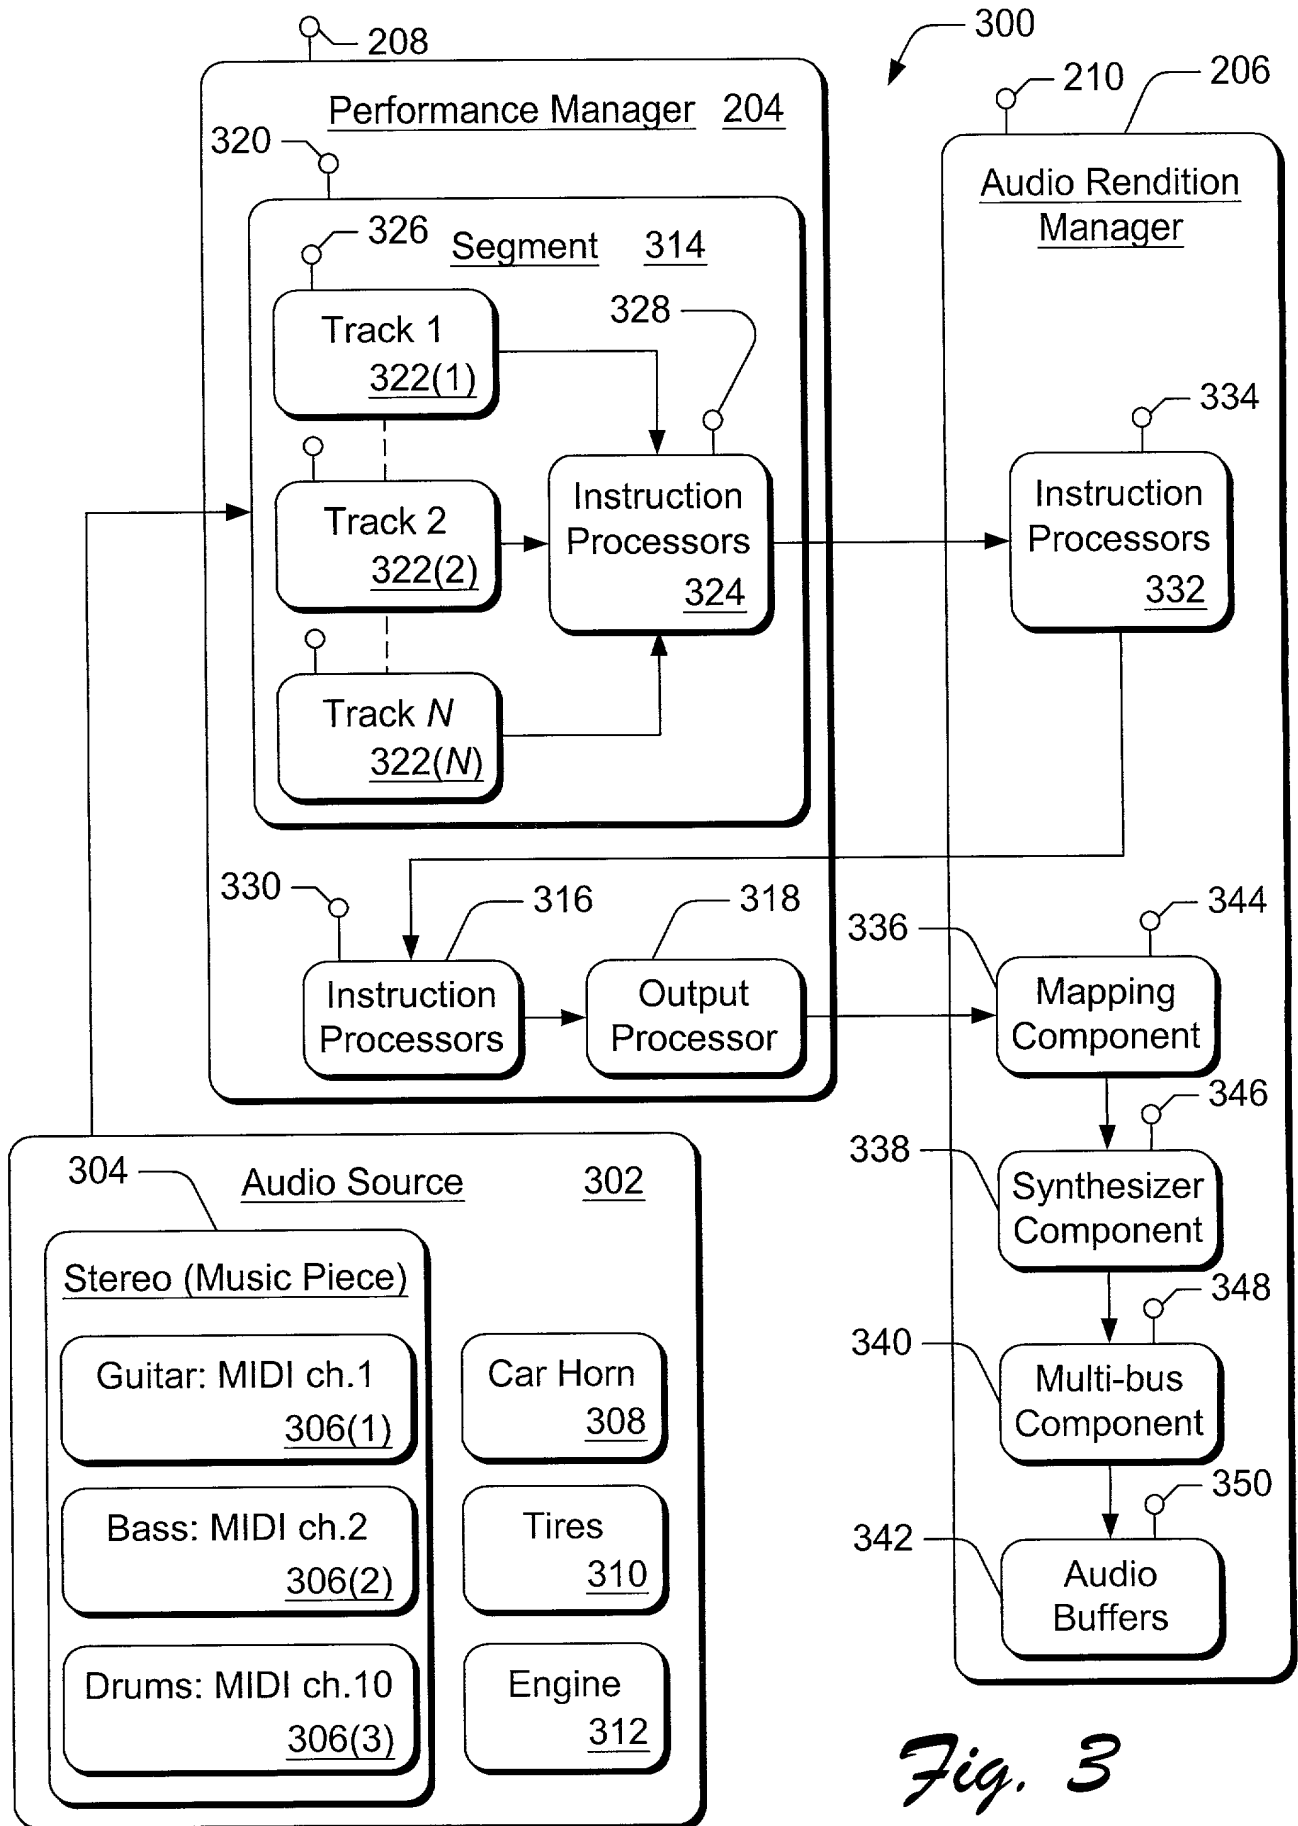 208
300
210
206
Performance Manager 204
320
Audio Rendition
Manager
326
Segment 314
328
Track 1
322(1)
334
Instruction
Processors
324
Instruction
Processors
332
Track 2
322(2)
Track N
322(N)
330
316
318
336
344
Instruction
Processors
Output
Processor
Mapping
Component
346
304
Audio Source 302
338
Synthesizer
Component
Stereo (Music Piece)
348
340
Guitar: MIDI ch.1
306(1)
Car Horn
308
Multi-bus
Component
350
Bass: MIDI ch.2
306(2)
Tires
310
342
Audio
Buffers
Drums: MIDI ch.10
306(3)
Engine
312
Fig. 3